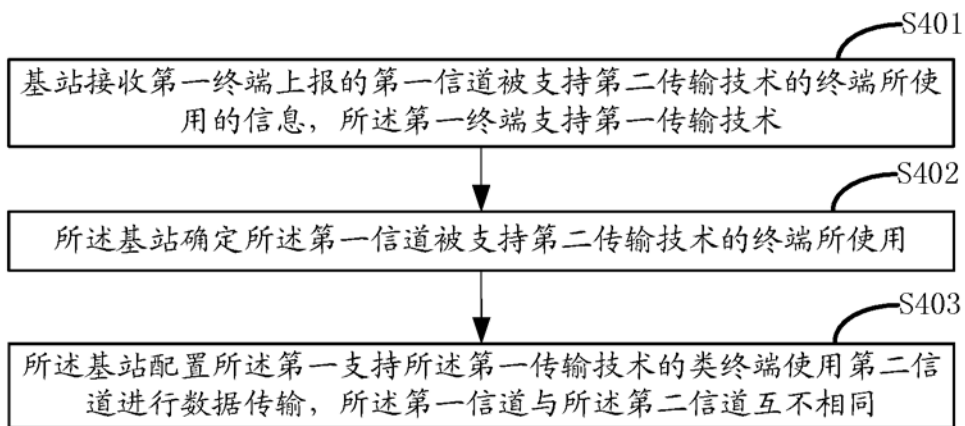 S401
基站接收第一终端上报的第一信道被支持第二传输技术的终端所使
用的信息，所述第一终端支持第一传输技术
S402
所述基站确定所述第一信道被支持第二传输技术的终端所使用
S403
所述基站配置所述第一支持所述第一传输技术的类终端使用第二信
道进行数据传输，所述第一信道与所述第二信道互不相同